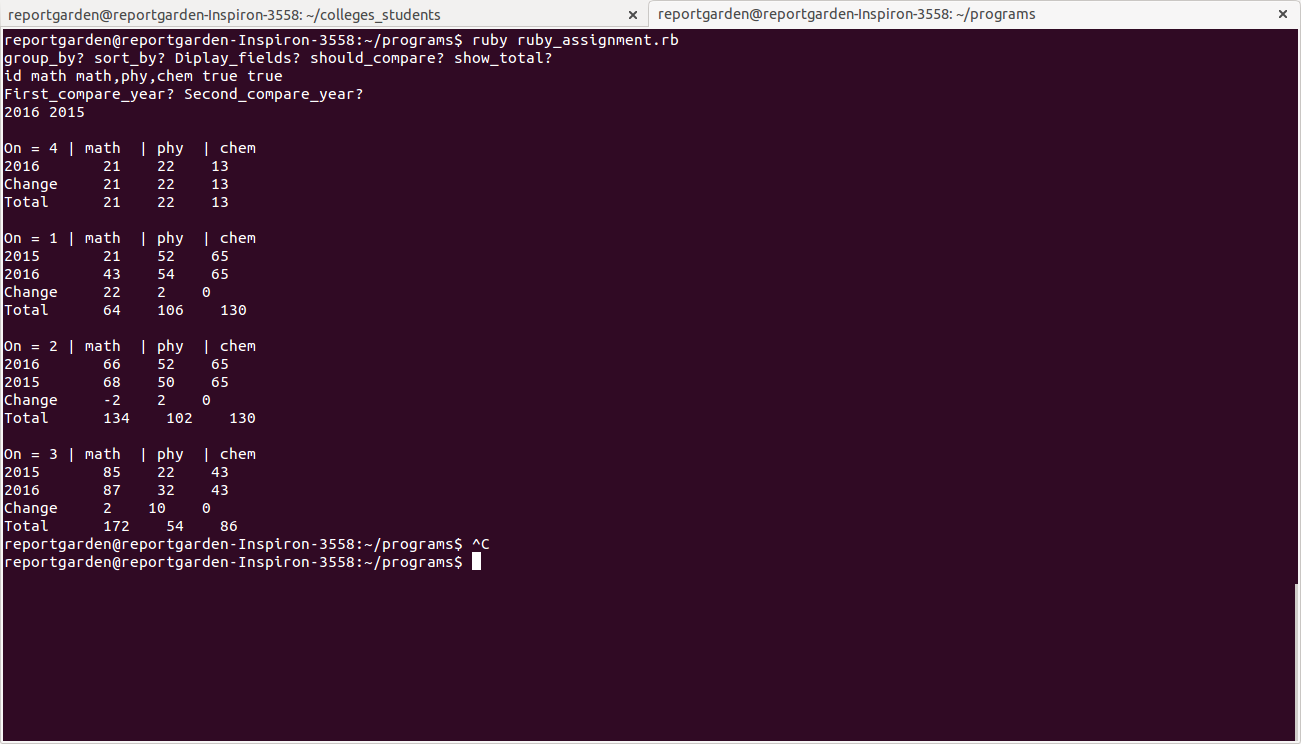 reportgarden@reportgarden-Inspiron-3558: ~/colleges_students × reportgarden@reportgarden-Inspiron-3558: ~/programs ×
reportgarden@reportgarden-Inspiron-3558:~/programs$ ruby ruby_assignment.rb
group_by? sort_by? Diplay_fields? should_compare? show_total?
id math math,phy,chem true true
First_compare_year? Second_compare_year?
2016 2015
On = 4 | math  | phy  | chem
2016       21    22    13
Change     21    22    13
Total      21    22    13
On = 1 | math  | phy  | chem
2015       21    52    65
2016       43    54    65
Change     22    2    0
Total      64    106    130
On = 2 | math  | phy  | chem
2016       66    52    65
2015       68    50    65
Change     -2    2    0
Total      134    102    130
On = 3 | math  | phy  | chem
2015       85    22    43
2016       87    32    43
Change     2    10    0
Total      172    54    86
reportgarden@reportgarden-Inspiron-3558:~/programs$ ^C
reportgarden@reportgarden-Inspiron-3558:~/programs$